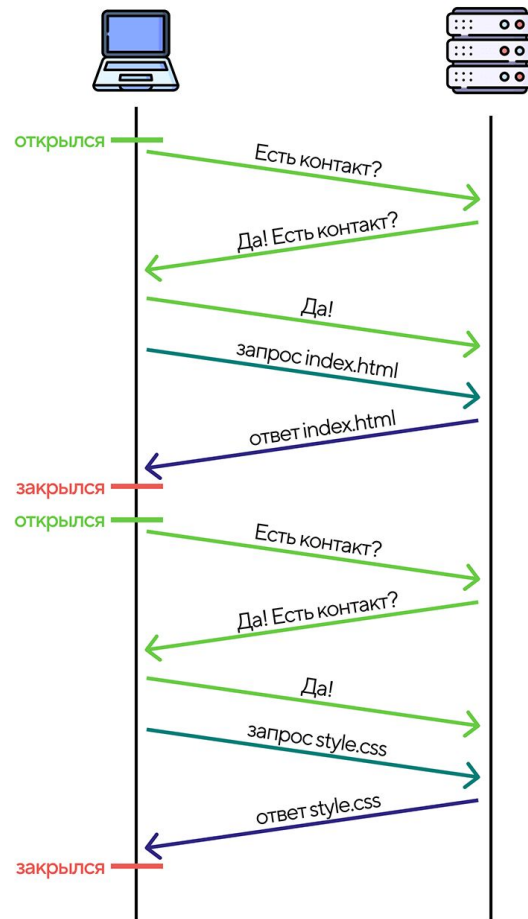 открылся
Есть контакт?
Да! Есть контакт?
Да!
запрос index.html
ответ index.html
закрылся
открылся
Есть контакт?
Да! Есть контакт?
Да!
запрос style.css
ответ style.css
закрылся